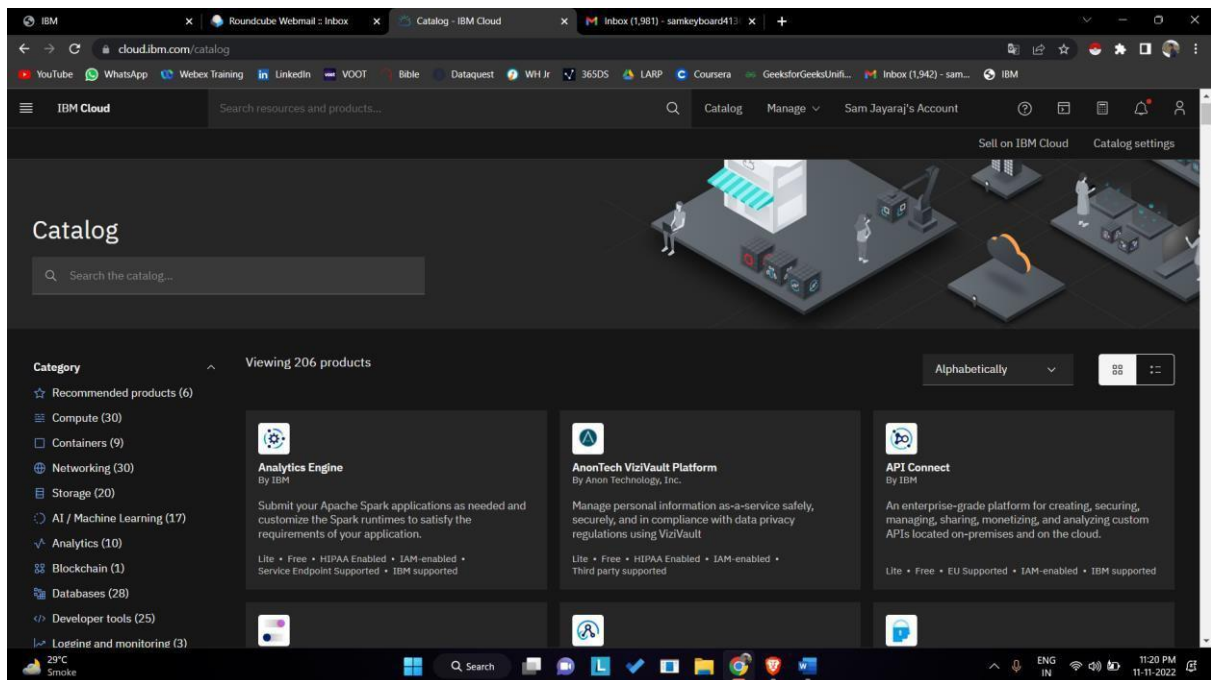 IBM
Roundcube Webmail :: Inbox
Catalog - IBM Cloud
Inbox (1,981) - samkeyboard413
cloud.ibm.com/catalog
YouTube WhatsApp Webex Training LinkedIn VOOT Bible Dataquest WH Jr 365DS LARP Coursera GeeksforGeeksUnifi... Inbox (1,942) - sam... IBM
IBM Cloud Search resources and products... Catalog Manage Sam Jayaraj's Account
Sell on IBM Cloud Catalog settings
Catalog
Search the catalog...
Category
Recommended products (6)
Compute (30)
Containers (9)
Networking (30)
Storage (20)
AI / Machine Learning (17)
Analytics (10)
Blockchain (1)
Databases (28)
Developer tools (25)
Logging and monitoring (3)
Viewing 206 products
Alphabetically
Analytics Engine
By IBM
Submit your Apache Spark applications as needed and
customize the Spark runtimes to satisfy the
requirements of your application.
Lite • Free • HIPAA Enabled • IAM-enabled •
Service Endpoint Supported • IBM supported
AnonTech ViziVault Platform
By Anon Technology, Inc.
Manage personal information as-a-service safely,
securely, and in compliance with data privacy
regulations using ViziVault
Lite • Free • HIPAA Enabled • IAM-enabled •
Third party supported
API Connect
By IBM
An enterprise-grade platform for creating, securing,
managing, sharing, monetizing, and analyzing custom
APIs located on-premises and on the cloud.
Lite • Free • EU Supported • IAM-enabled • IBM supported
29°C
Smoke
Search
ENG
IN
11:20 PM
11-11-2022